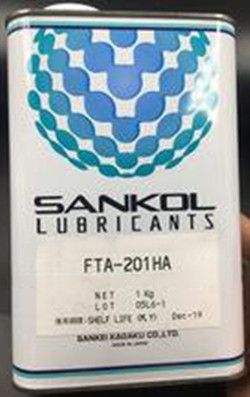 SANKOL
LUBRICANTS
FTA-201HA
NET 1 Kg
LOT 05L6-1
SHELF LIFE (M,Y) Dec-19
SANKEI KAGAKU CO.,LTD.
MADE IN JAPAN